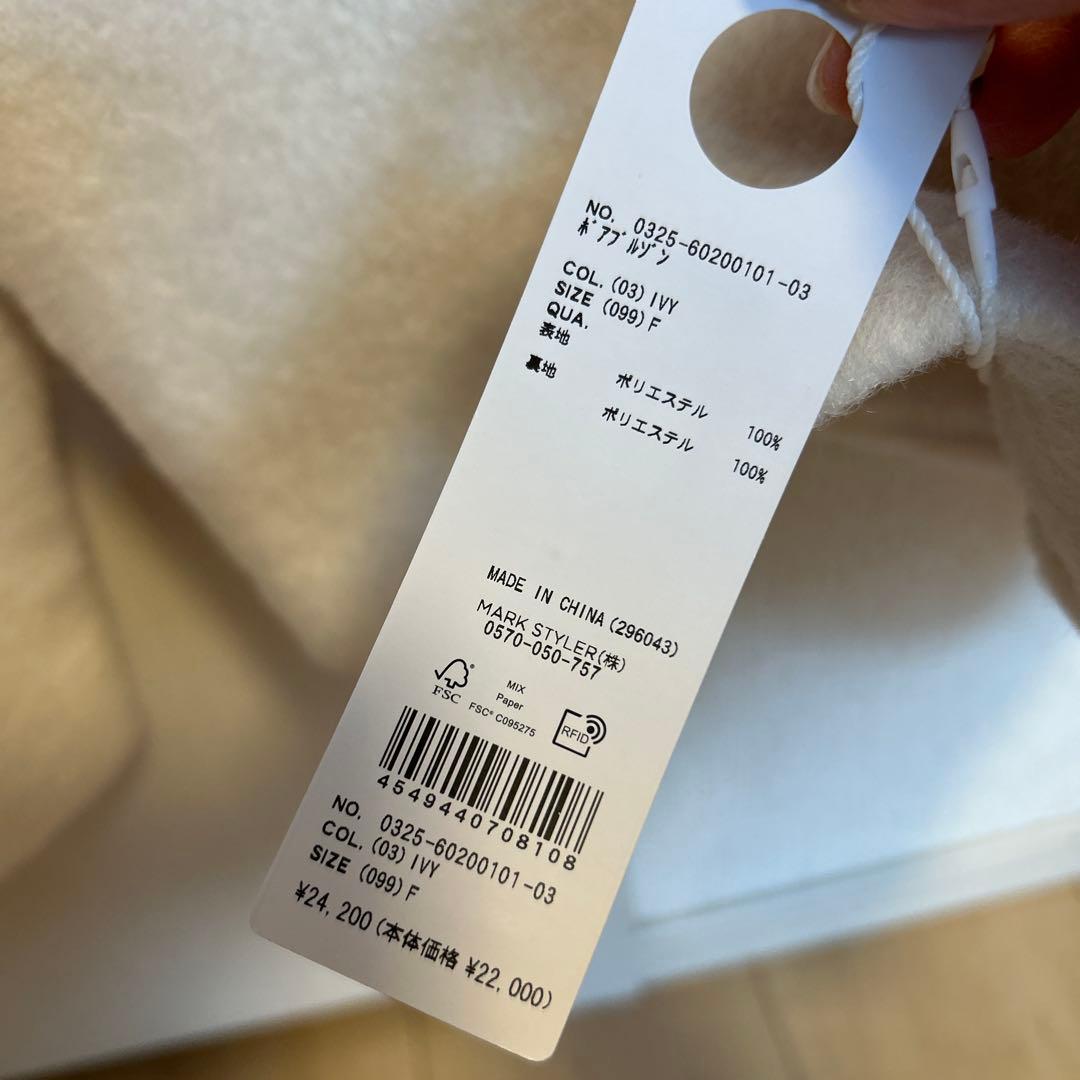 NO. 0325-60200101-03
ﾎﾞｱﾌﾞﾙｿﾞﾝ
COL. (03) IVY
SIZE (099) F
QUA.
表地 ポリエステル 100%
裏地 ポリエステル 100%
MADE IN CHINA (296043)
MARK STYLER(株)
0570-050-757
FSC
MIX
Paper
FSC® C095275
RFID
4549440708108
NO. 0325-60200101-03
COL. (03) IVY
SIZE (099) F
¥24,200 (本体価格 ¥22,000)